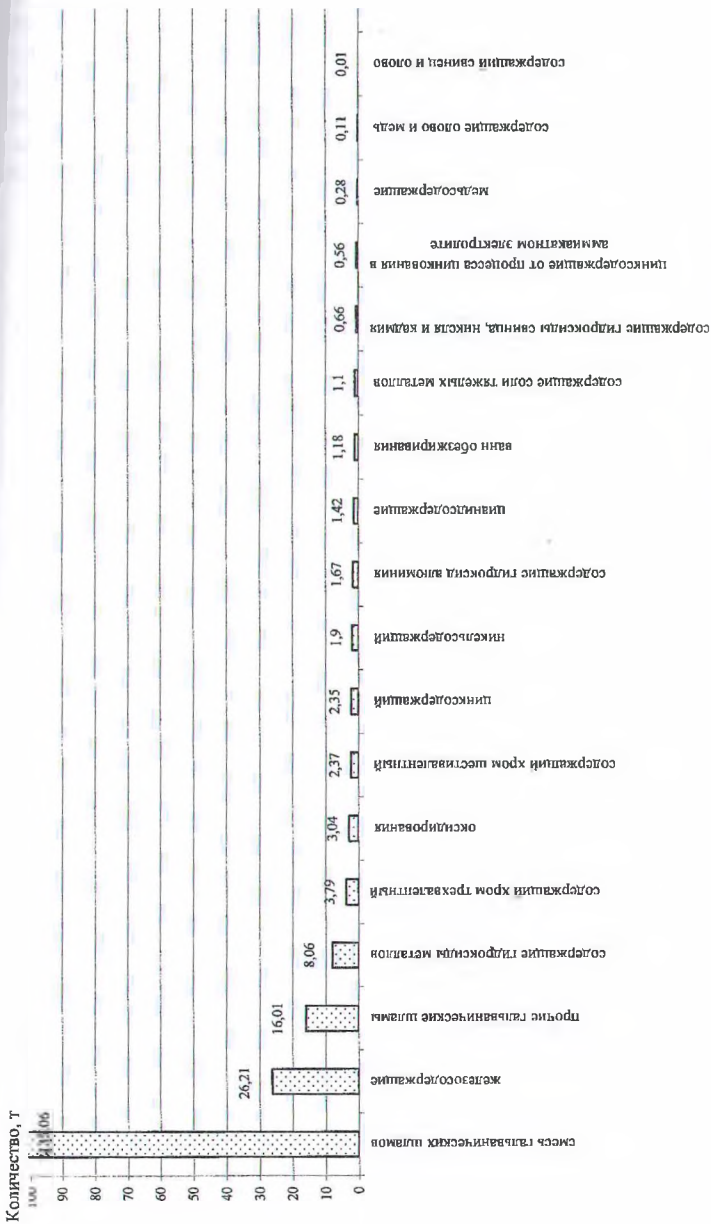 Количество, т
100
90
80
70
60
50
40
30
20
10
0
26,21
16,01
8,06
3,79
3,04
2,37
2,35
1,9
1,67
1,42
1,18
1,1
0,66
0,56
0,28
0,11
0,01
смесь гальванических шламов
железосодержащие
прочие гальванические шламы
содержащие гидроксиды металлов
содержащий хром трехвалентный
оксидирования
содержащий хром шестивалентный
цинксодержащий
никельсодержащий
содержащие гидроксид алюминия
циансодержащие
ванн обезжиривания
содержащие соли тяжелых металлов
содержащие гидроксиды свинца, никеля и кадмия
цинксодержащие от процесса цинкования в
аммиакатном электролите
медьсодержащие
содержащие олово и медь
содержащий свинец и олово